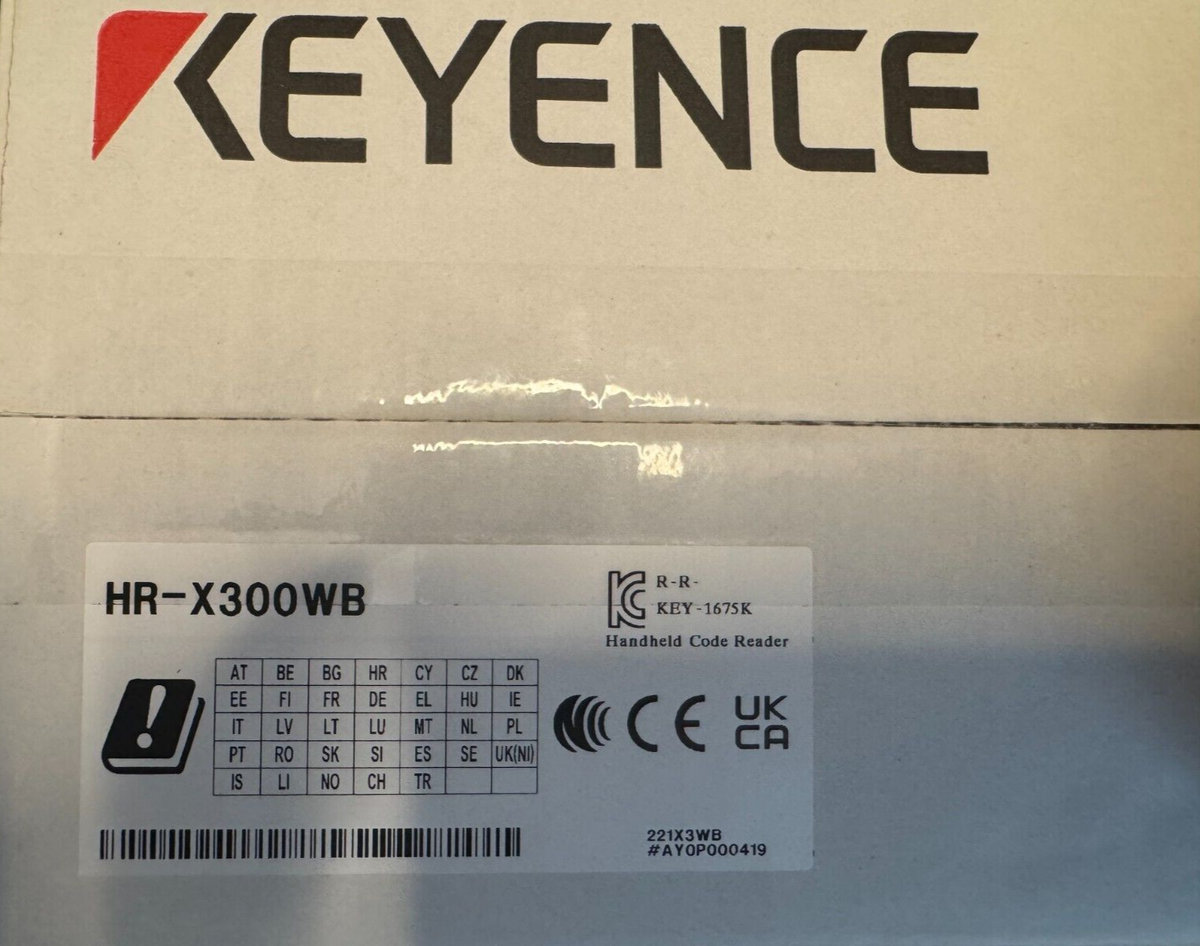 KEYENCE
HR-X300WB
R-R-
KEY-1675K
Handheld Code Reader
AT BE BG HR CY CZ DK
EE FI FR DE EL HU IE
IT LV LT LU MT NL PL
PT RO SK SI ES SE UK(NI)
IS LI NO CH TR
CE
UK
CA
221X3WB
#AY0P000419